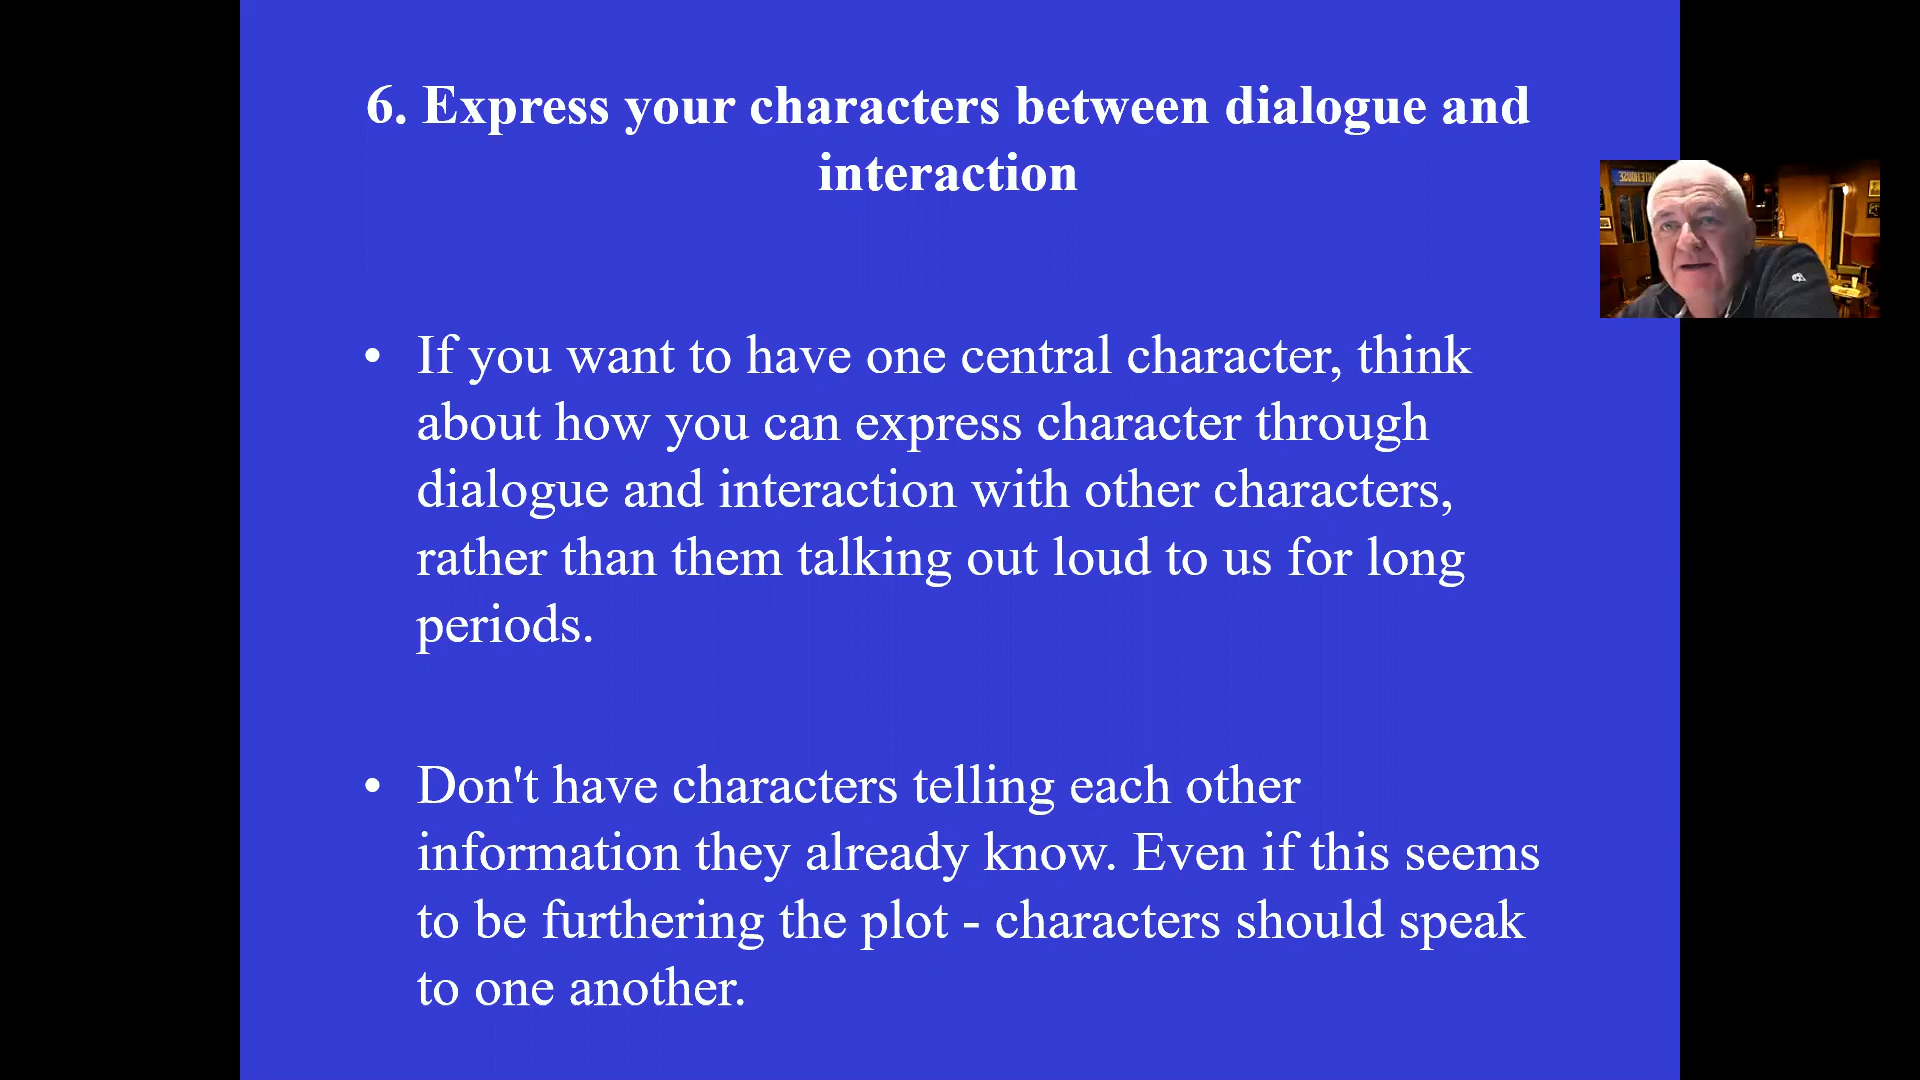 6. Express your characters between dialogue and
interaction
• If you want to have one central character, think
about how you can express character through
dialogue and interaction with other characters,
rather than them talking out loud to us for long
periods.
• Don't have characters telling each other
information they already know. Even if this seems
to be furthering the plot - characters should speak
to one another.